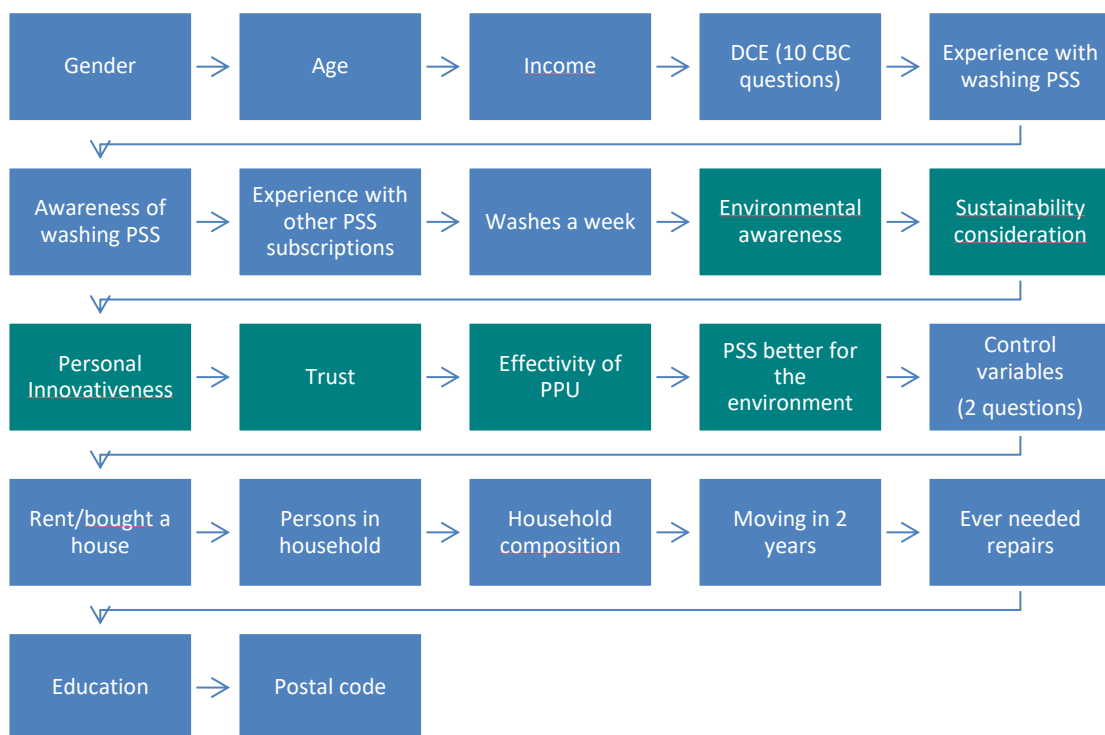 Gender
Age
Income
DCE (10 CBC
questions)
Experience with
washing PSS
Awareness of
washing PSS
Experience with
other PSS
subscriptions
Washes a week
Environmental
awareness
Sustainability
consideration
Personal
Innovativeness
Trust
Effectivity of
PPU
PSS better for
the
environment
Control
variables
(2 questions)
Rent/bought a
house
Persons in
household
Household
composition
Moving in 2
years
Ever needed
repairs
Education
Postal code